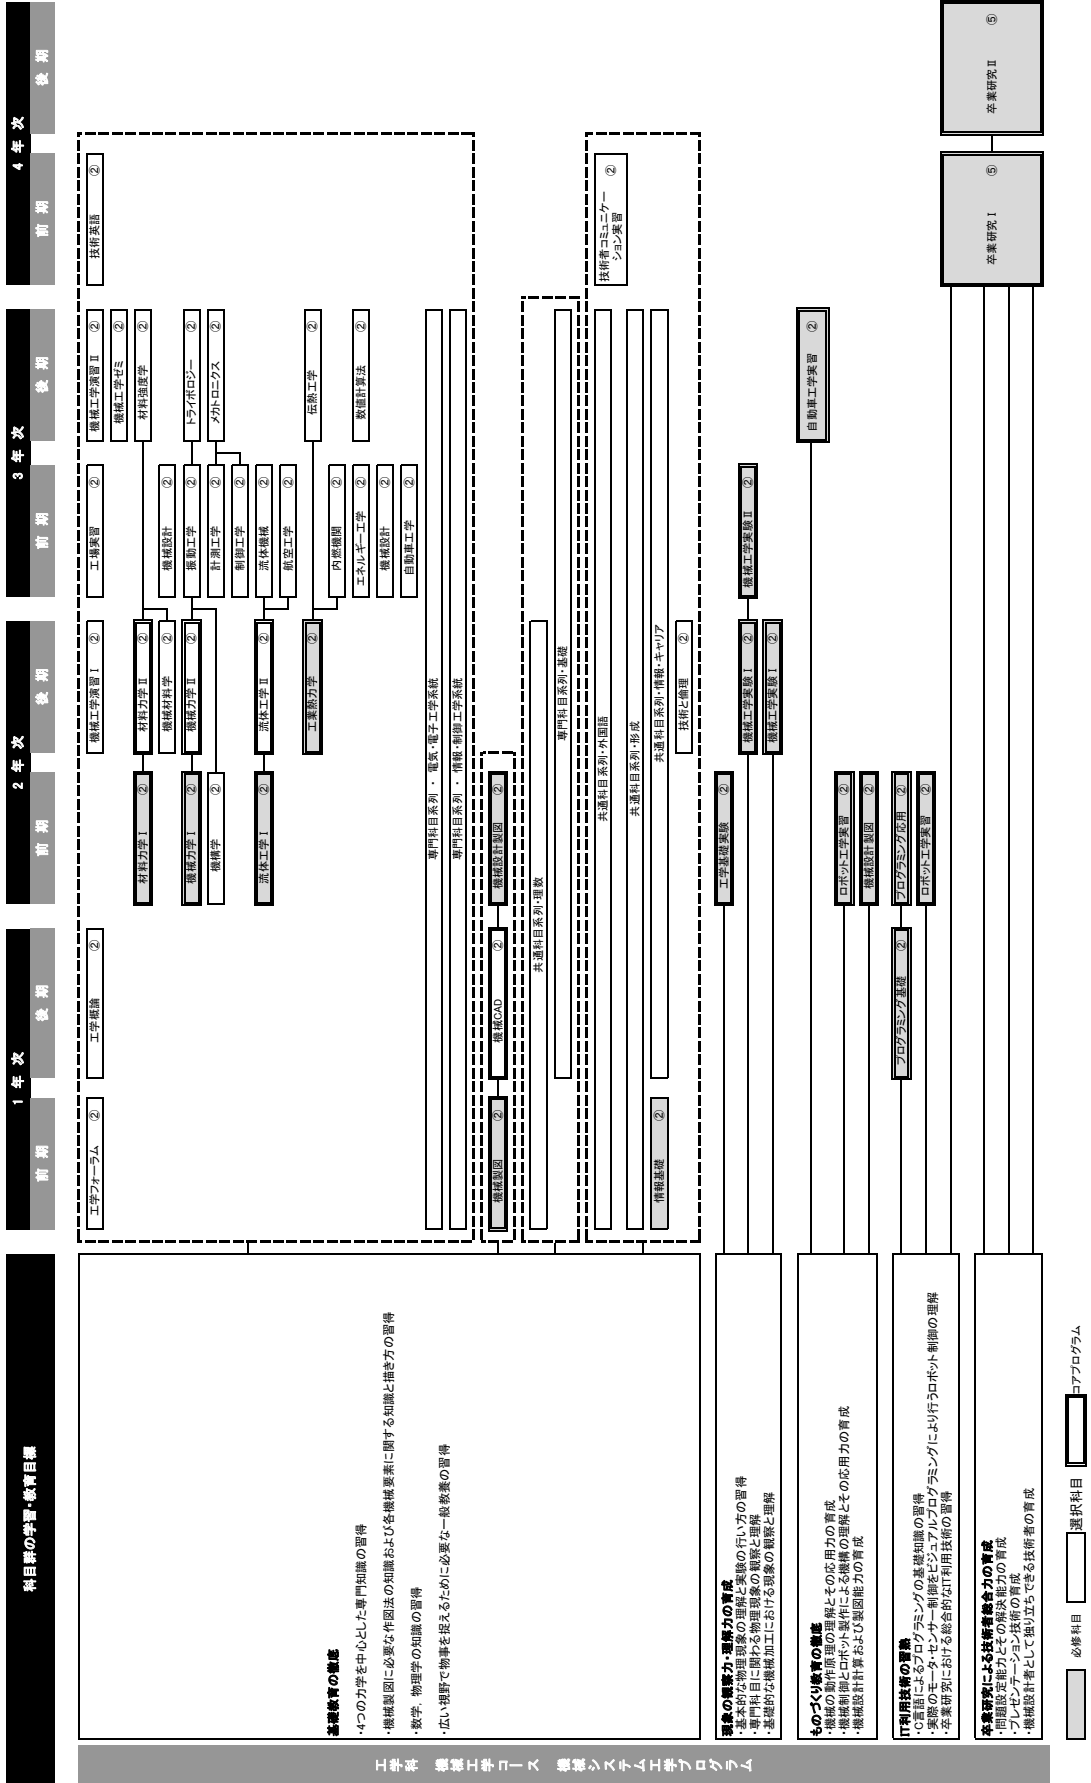 科目群の学習・教育目標
1 年 次
2 年 次
3 年 次
4 年 次
前 期
後 期
前 期
後 期
前 期
後 期
前 期
後 期
工学科 機械工学コース 機械システム工学プログラム
基礎教育の徹底
・4つの力学を中心とした専門知識の習得
・機械製図に必要な作図法の知識および各機械要素に関する知識と描き方の習得
・数学，物理学の知識の習得
・広い視野で物事を捉えるために必要な一般教養の習得
工学フォーラム ②
工学概論 ②
機械工学演習Ⅰ ②
工場実習 ②
機械工学演習Ⅱ ②
技術英語 ②
機械工学ゼミ ②
材料力学Ⅰ ②
材料力学Ⅱ ②
材料強度学 ②
機械材料学 ②
機械設計 ②
機械力学Ⅰ ②
機械力学Ⅱ ②
振動工学 ②
トライボロジー ②
機構学 ②
計測工学 ②
メカトロニクス ②
制御工学 ②
流体工学Ⅰ ②
流体工学Ⅱ ②
流体機械 ②
航空工学 ②
工業熱力学 ②
伝熱工学 ②
内燃機関 ②
エネルギー工学 ②
数値計算法 ②
機械設計 ②
自動車工学 ②
専門科目系列 ・ 電気・電子工学系統
専門科目系列 ・ 情報・制御工学系統
機械製図 ②
機械CAD ②
機械設計製図 ②
共通科目系列・理数
専門科目系列・基礎
共通科目系列・外国語
技術者コミュニケー
ション実習 ②
共通科目系列・形成
情報基礎 ②
共通科目系列・情報・キャリア
技術と倫理 ②
現象の観察力・理解力の育成
・基本的な物理現象の理解と実験の行い方の習得
・専門科目に関わる物理現象の観察と理解
・基礎的な機械加工における現象の観察と理解
工学基礎実験 ②
機械工学実験Ⅰ ②
機械工学実験Ⅱ ②
機械工学実験Ⅰ ②
ものづくり教育の徹底
・機械の動作原理の理解とその応用力の育成
・機械制御とロボット製作による機構の理解とその応用力の育成
・機械設計計算および製図能力の育成
自動車工学実習 ②
ロボット工学実習 ②
機械設計製図 ②
IT利用技術の習熟
・C言語によるプログラミングの基礎知識の習得
・実際のモータ・センサー制御をビジュアルプログラミングにより行うロボット制御の理解
・卒業研究における総合的なIT利用技術の習得
プログラミング基礎 ②
プログラミング応用 ②
ロボット工学実習 ②
卒業研究による技術者総合力の育成
・問題設定能力とその解決能力の育成
・プレゼンテーション技術の育成
・機械設計者として独り立ちできる技術者の育成
卒業研究Ⅰ ⑤
卒業研究Ⅱ ⑤
必修科目
選択科目
コアプログラム